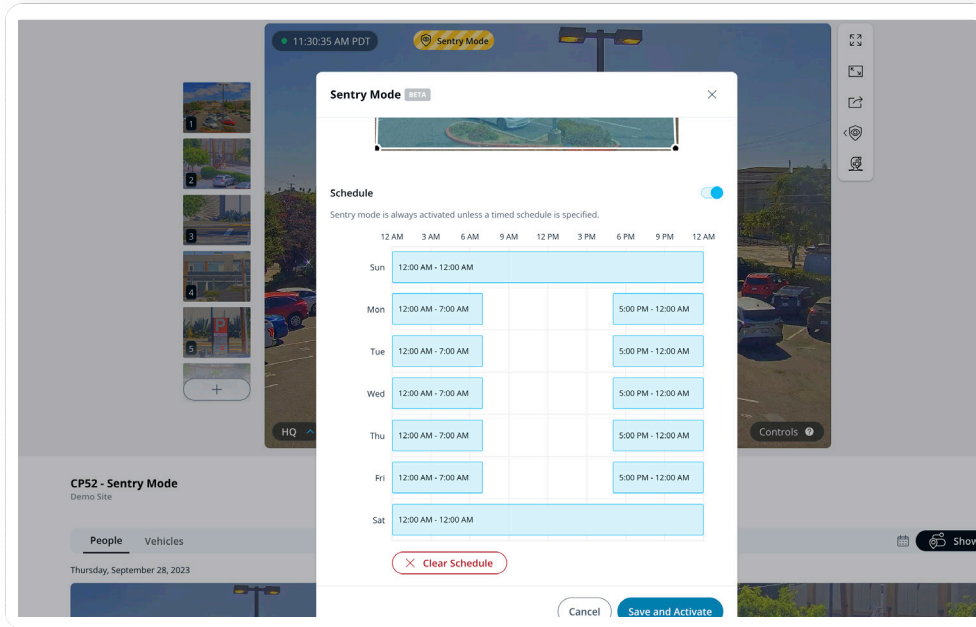 11:30:35 AM PDT
Sentry Mode
Sentry Mode BETA
1
2
3
4
5
P
Schedule
Sentry mode is always activated unless a timed schedule is specified.
12 AM 3 AM 6 AM 9 AM 12 PM 3 PM 6 PM 9 PM 12 AM
Sun 12:00 AM - 12:00 AM
Mon 12:00 AM - 7:00 AM 5:00 PM - 12:00 AM
Tue 12:00 AM - 7:00 AM 5:00 PM - 12:00 AM
Wed 12:00 AM - 7:00 AM 5:00 PM - 12:00 AM
Thu 12:00 AM - 7:00 AM 5:00 PM - 12:00 AM
Fri 12:00 AM - 7:00 AM 5:00 PM - 12:00 AM
Sat 12:00 AM - 12:00 AM
Clear Schedule
Cancel Save and Activate
HQ
Controls
CP52 - Sentry Mode
Demo Site
People Vehicles
Show
Thursday, September 28, 2023